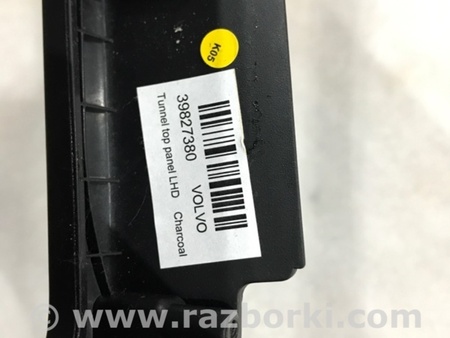 K05
39827380 VOLVO
Tunnel top panel LHD Charcoal
© www.razborki.com